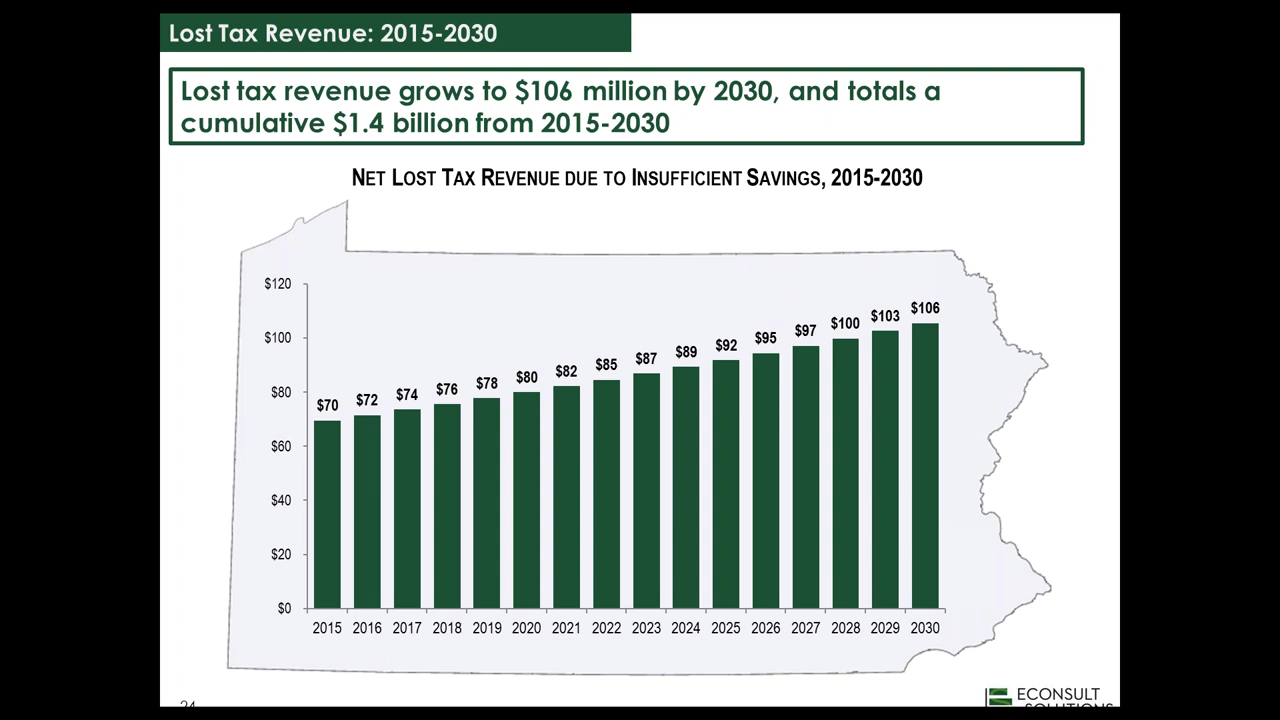 Lost Tax Revenue: 2015-2030
Lost tax revenue grows to $106 million by 2030, and totals a
cumulative $1.4 billion from 2015-2030
NET LOST TAX REVENUE DUE TO INSUFFICIENT SAVINGS, 2015-2030
$120
$100
$80
$60
$40
$20
$0
$70 $72 $74 $76 $78 $80 $82 $85 $87 $89 $92 $95 $97 $100 $103 $106
2015 2016 2017 2018 2019 2020 2021 2022 2023 2024 2025 2026 2027 2028 2029 2030
24
ECONSULT
SOLUTIONS